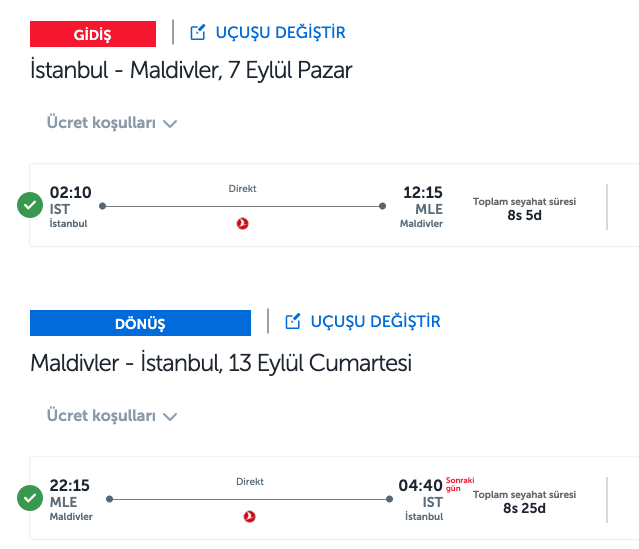 GİDİŞ
UÇUŞU DEĞİŞTİR
İstanbul - Maldivler, 7 Eylül Pazar
Ücret koşulları
02:10
Direkt
12:15
IST
MLE
İstanbul
Maldivler
Toplam seyahat süresi
8s 5d
DÖNÜŞ
UÇUŞU DEĞİŞTİR
Maldivler - İstanbul, 13 Eylül Cumartesi
Ücret koşulları
22:15
Direkt
04:40 Sonraki gün
MLE
IST
Maldivler
İstanbul
Toplam seyahat süresi
8s 25d